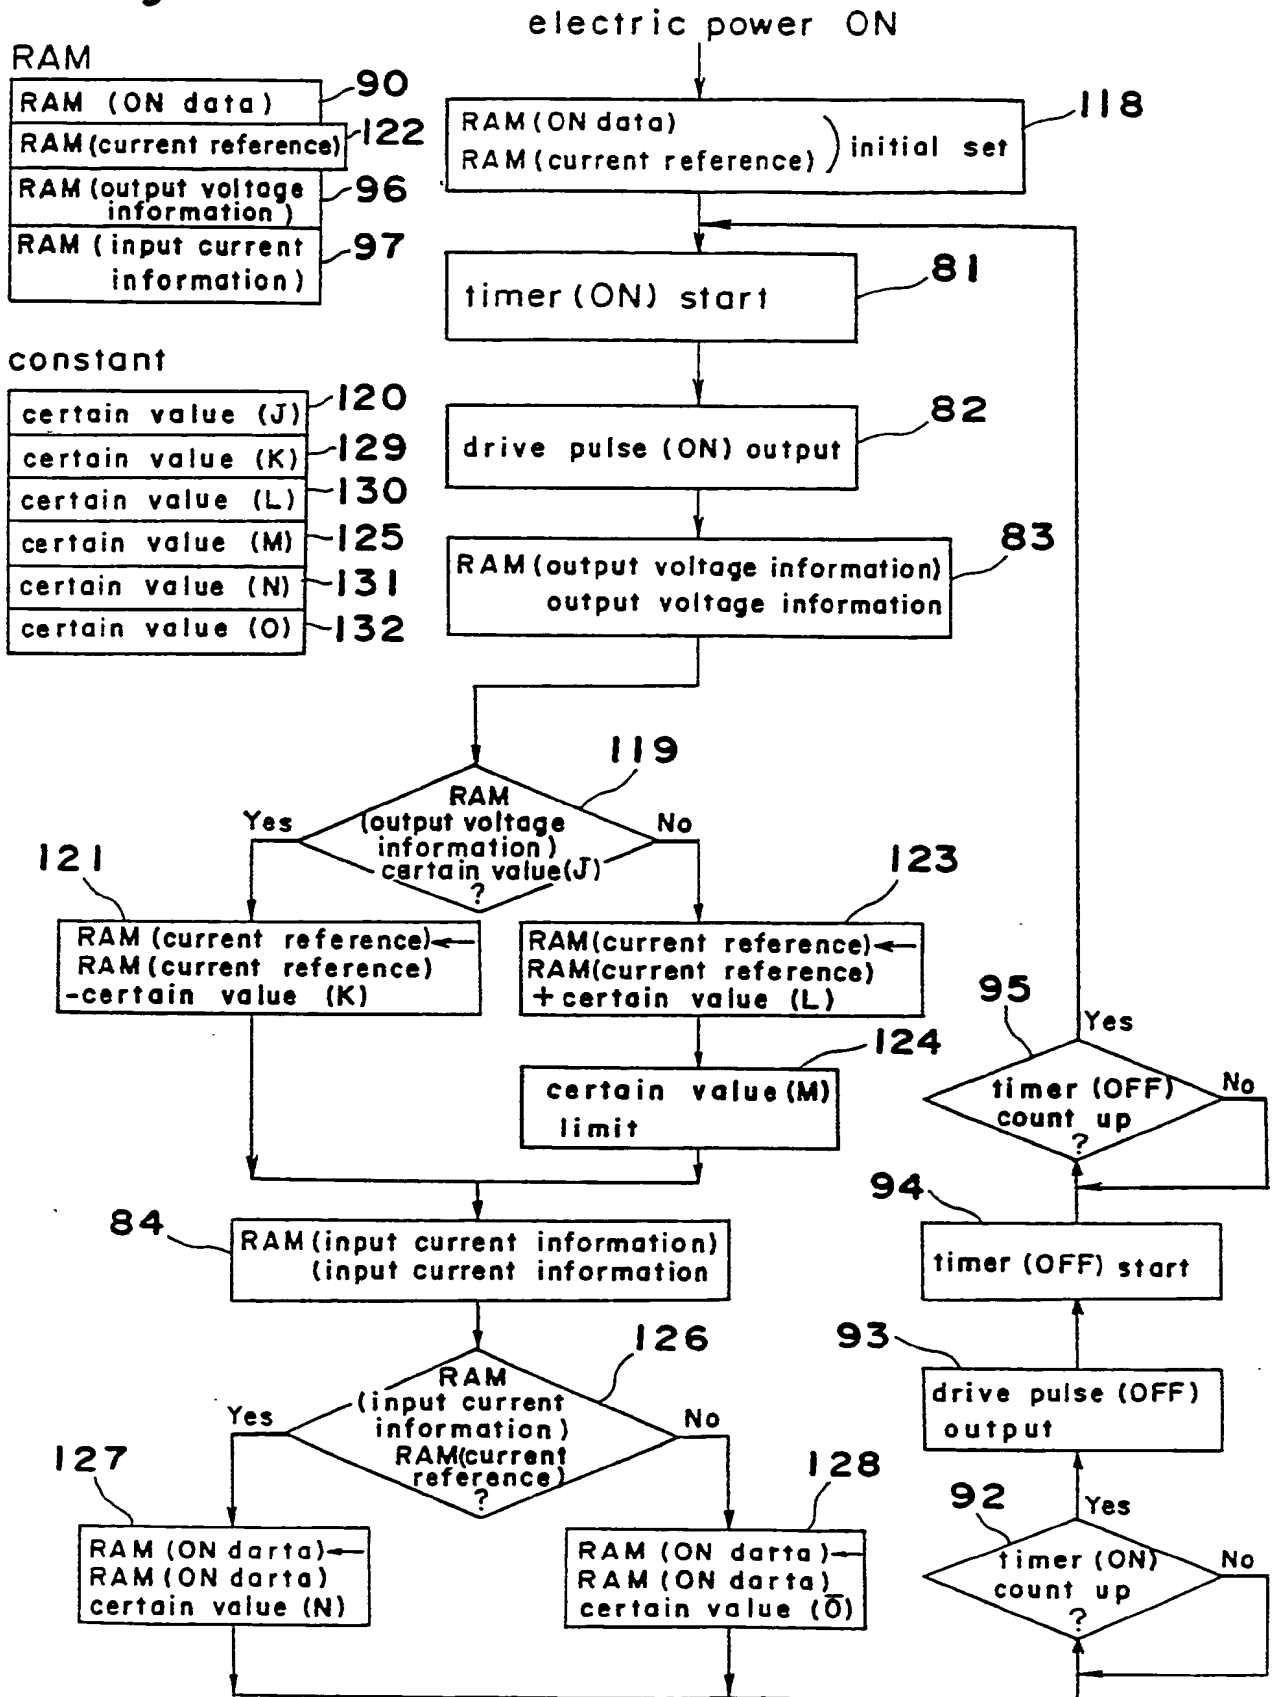 electric power ON
RAM
RAM (ON data)
90
RAM (current reference)
122
RAM (output voltage
information)
96
RAM (input current
information)
97
constant
certain value (J)
120
certain value (K)
129
certain value (L)
130
certain value (M)
125
certain value (N)
131
certain value (O)
132
RAM (ON data)
RAM (current reference)
) initial set
118
timer (ON) start
81
drive pulse (ON) output
82
RAM (output voltage information)
output voltage information
83
119
RAM
(output voltage
information)
certain value (J)
?
Yes
No
121
RAM (current reference)←
RAM (current reference)
-certain value (K)
123
RAM (current reference)←
RAM (current reference)
+ certain value (L)
124
certain value (M)
limit
84
RAM (input current information)
(input current information
126
RAM
(input current
information)
RAM (current
reference)
?
Yes
No
127
RAM (ON darta)←
RAM (ON darta)
certain value (N)
128
RAM (ON darta)←
RAM (ON darta)
certain value (O̅)
95
Yes
timer (OFF)
count up
?
No
94
timer (OFF) start
93
drive pulse (OFF)
output
92
Yes
timer (ON)
count up
?
No